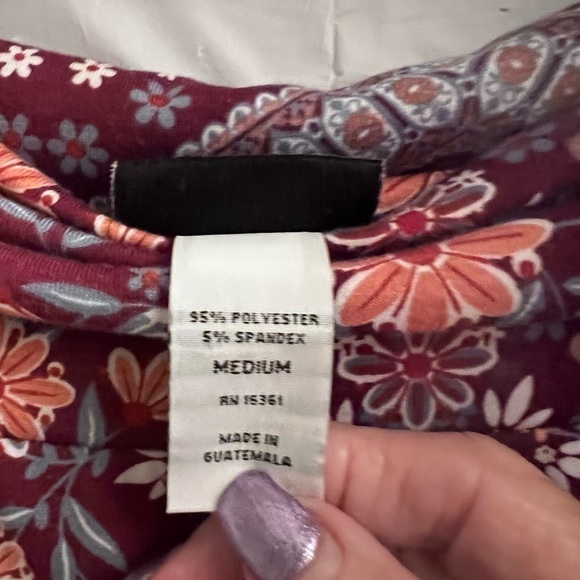 95% POLYESTER
5% SPANDEX
MEDIUM
RN 15361
MADE IN
GUATEMALA